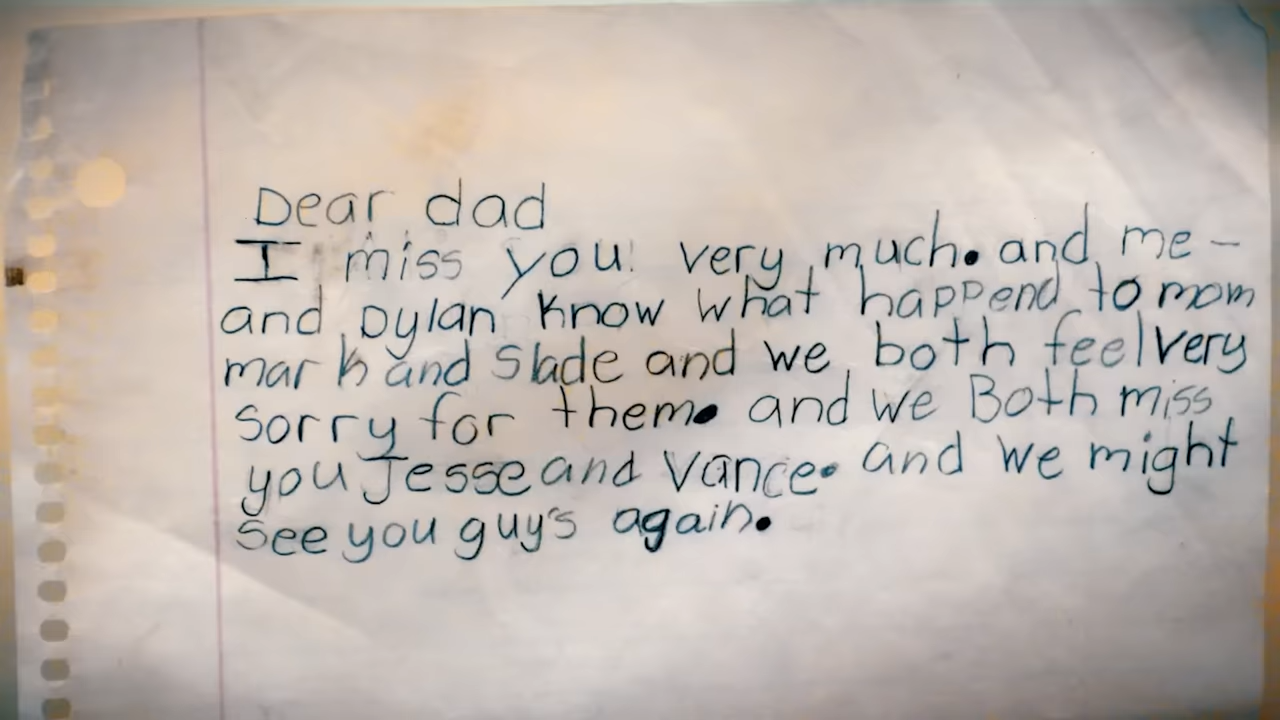 Dear dad
I miss you! very much. and me-
and Dylan know what happend to mom
mark and Slade and we both feel very
sorry for them. and we Both miss
you Jesse and Vance. and we might
see you guy's again.